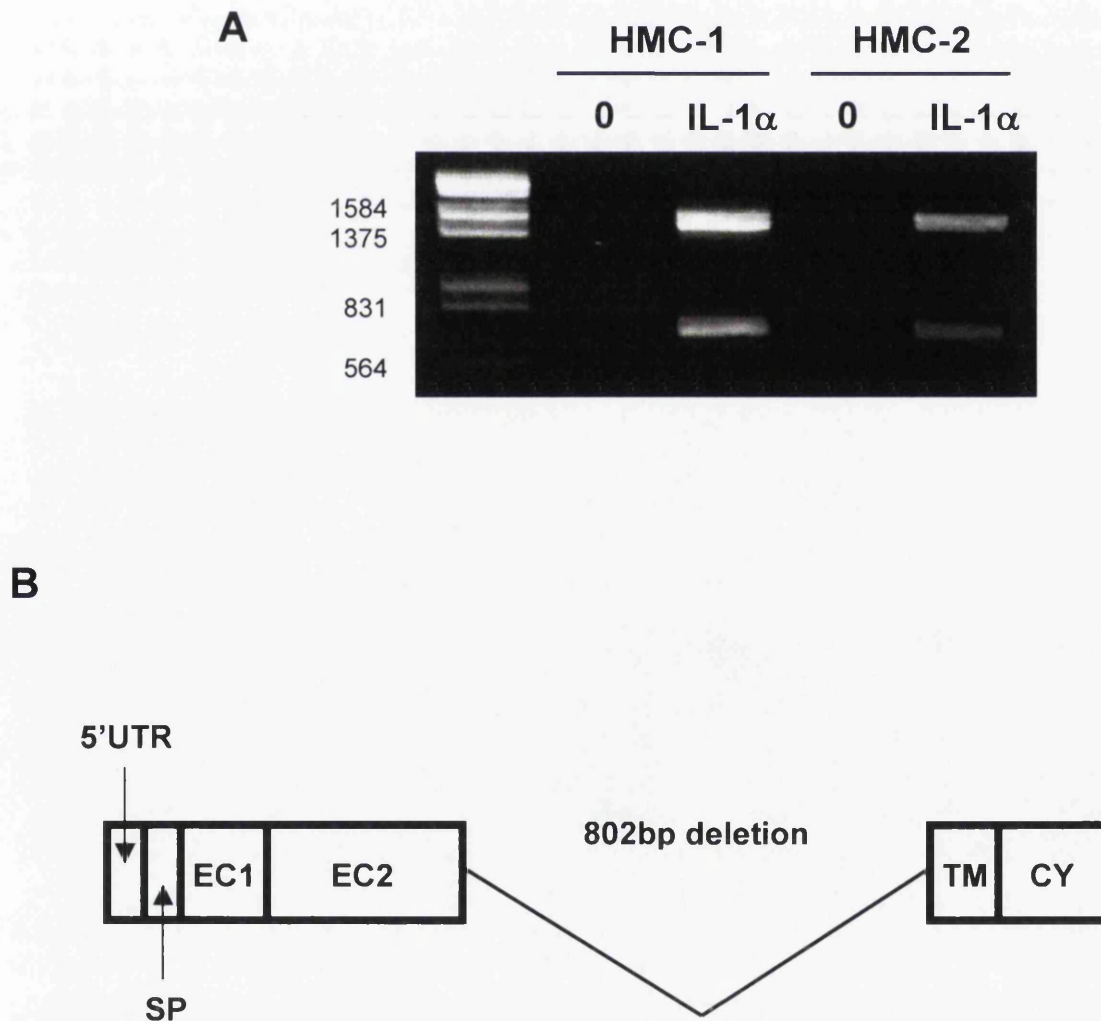 A
HMC-1 HMC-2
0 IL-1α 0 IL-1α
1584
1375
831
564
B
5'UTR
802bp deletion
EC1 EC2 TM CY
SP